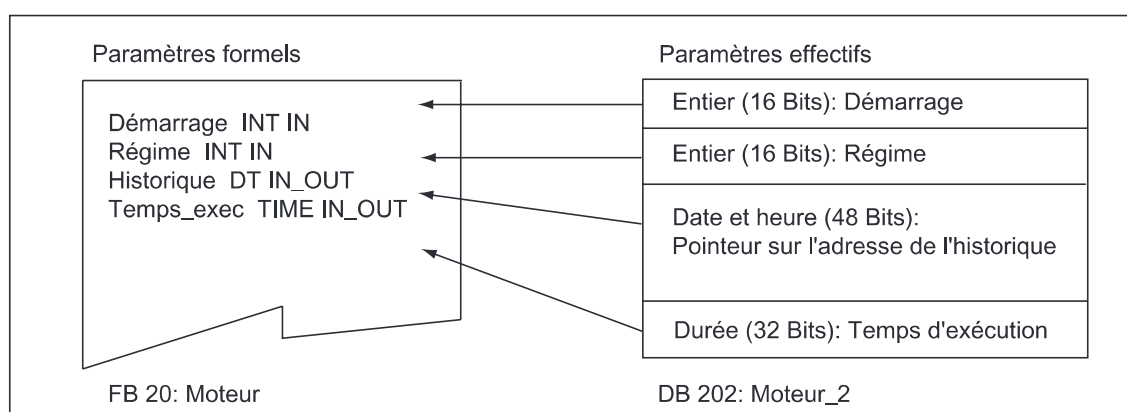 Paramètres formels
Paramètres effectifs
Démarrage INT IN
Régime INT IN
Historique DT IN_OUT
Temps_exec TIME IN_OUT
Entier (16 Bits): Démarrage
Entier (16 Bits): Régime
Date et heure (48 Bits):
Pointeur sur l'adresse de l'historique
Durée (32 Bits): Temps d'exécution
FB 20: Moteur
DB 202: Moteur_2